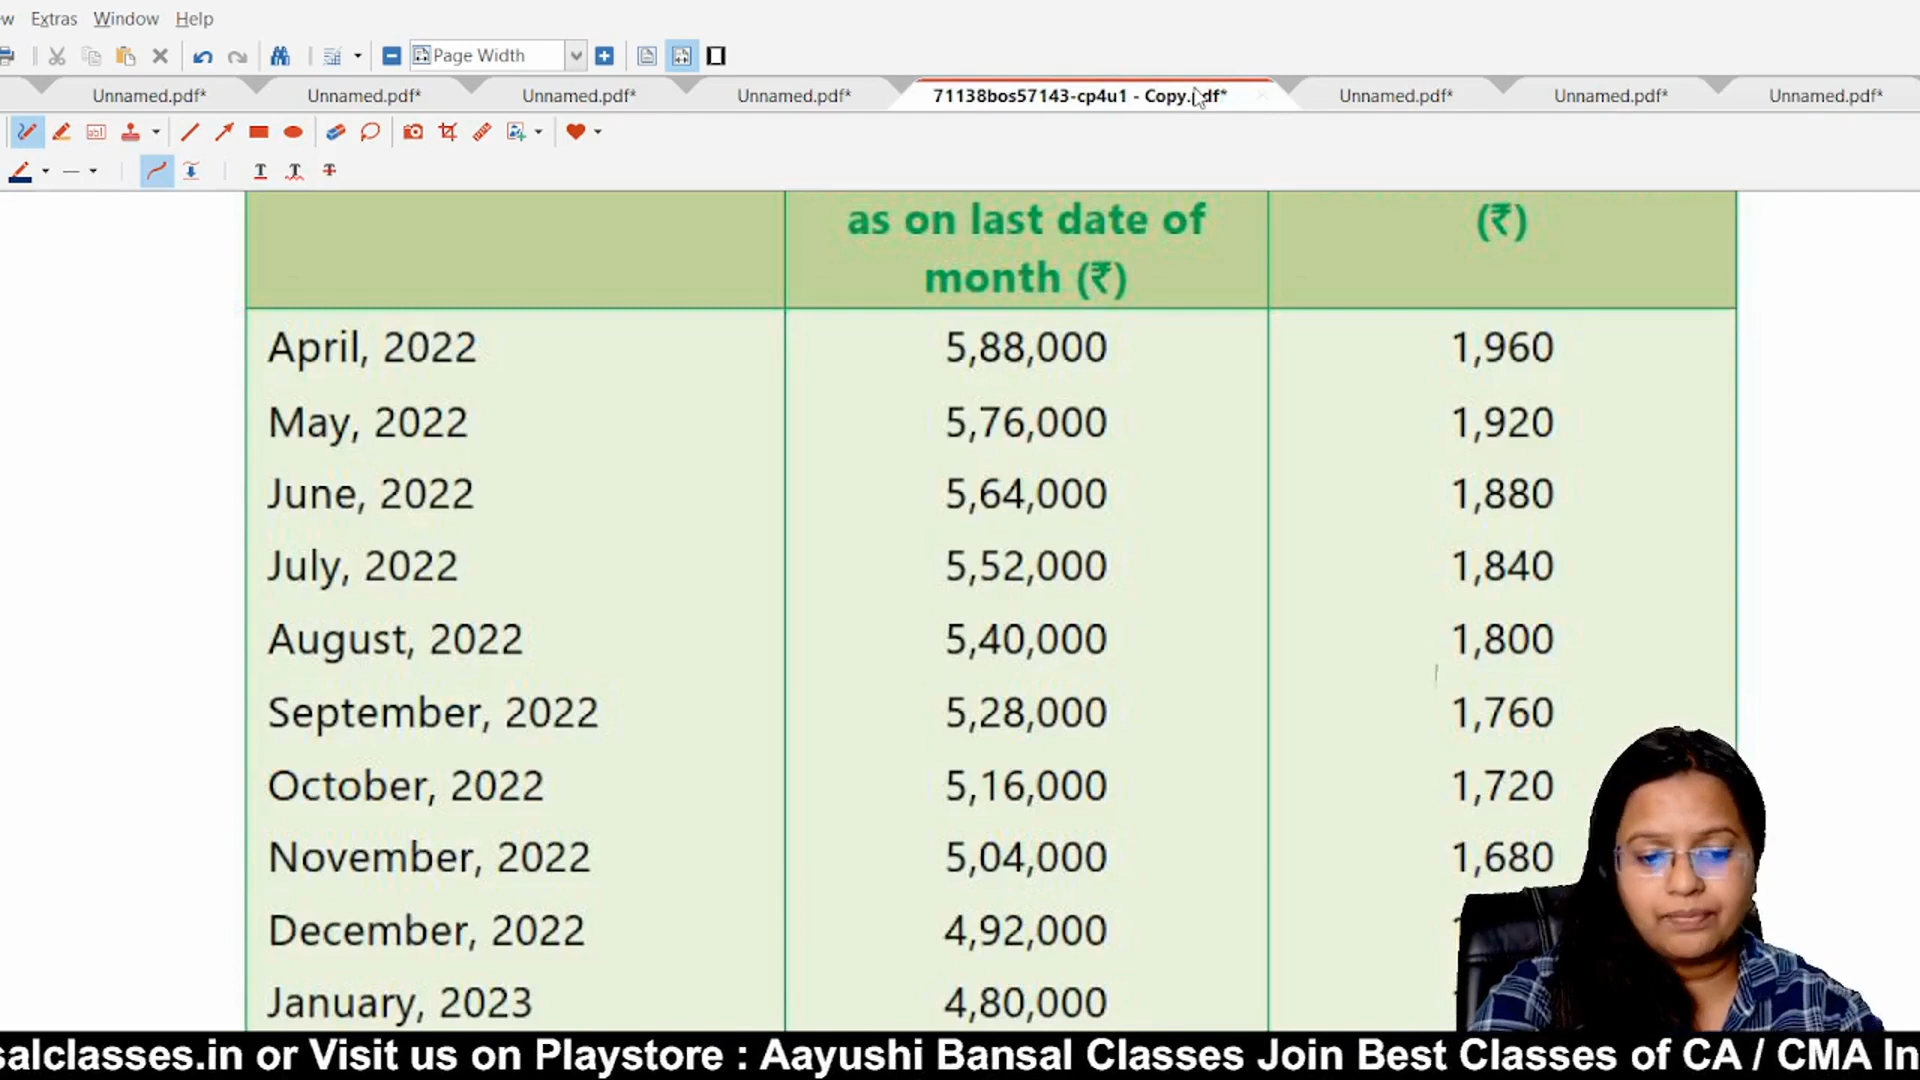 w Extras Window Help
Page Width
Unnamed.pdf* Unnamed.pdf* Unnamed.pdf* Unnamed.pdf* 71138bos57143-cp4u1 - Copy.pdf* Unnamed.pdf* Unnamed.pdf* Unnamed.pdf*
as on last date of month (₹) (₹)
April, 2022 5,88,000 1,960
May, 2022 5,76,000 1,920
June, 2022 5,64,000 1,880
July, 2022 5,52,000 1,840
August, 2022 5,40,000 1,800
September, 2022 5,28,000 1,760
October, 2022 5,16,000 1,720
November, 2022 5,04,000 1,680
December, 2022 4,92,000
January, 2023 4,80,000
salclasses.in or Visit us on Playstore : Aayushi Bansal Classes Join Best Classes of CA / CMA In